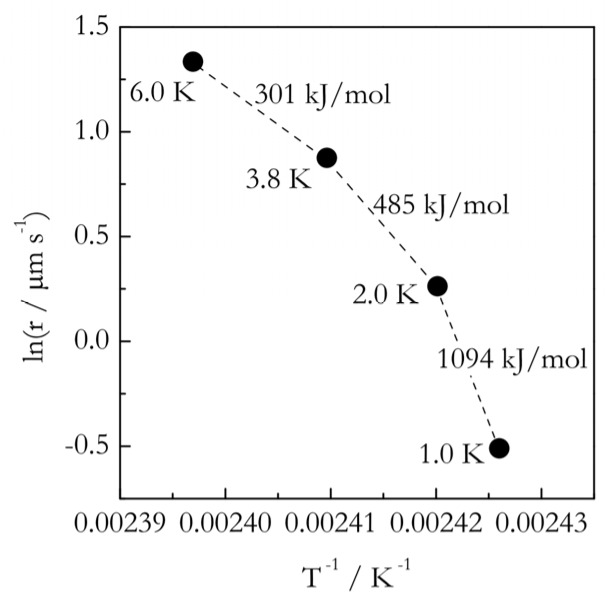 1.5
6.0 K
301 kJ/mol
1.0
3.8 K
485 kJ/mol
0.5
2.0 K
0.0
1094 kJ/mol
-0.5
1.0 K
ln(r / μm s⁻¹)
0.00239 0.00240 0.00241 0.00242 0.00243
T⁻¹ / K⁻¹